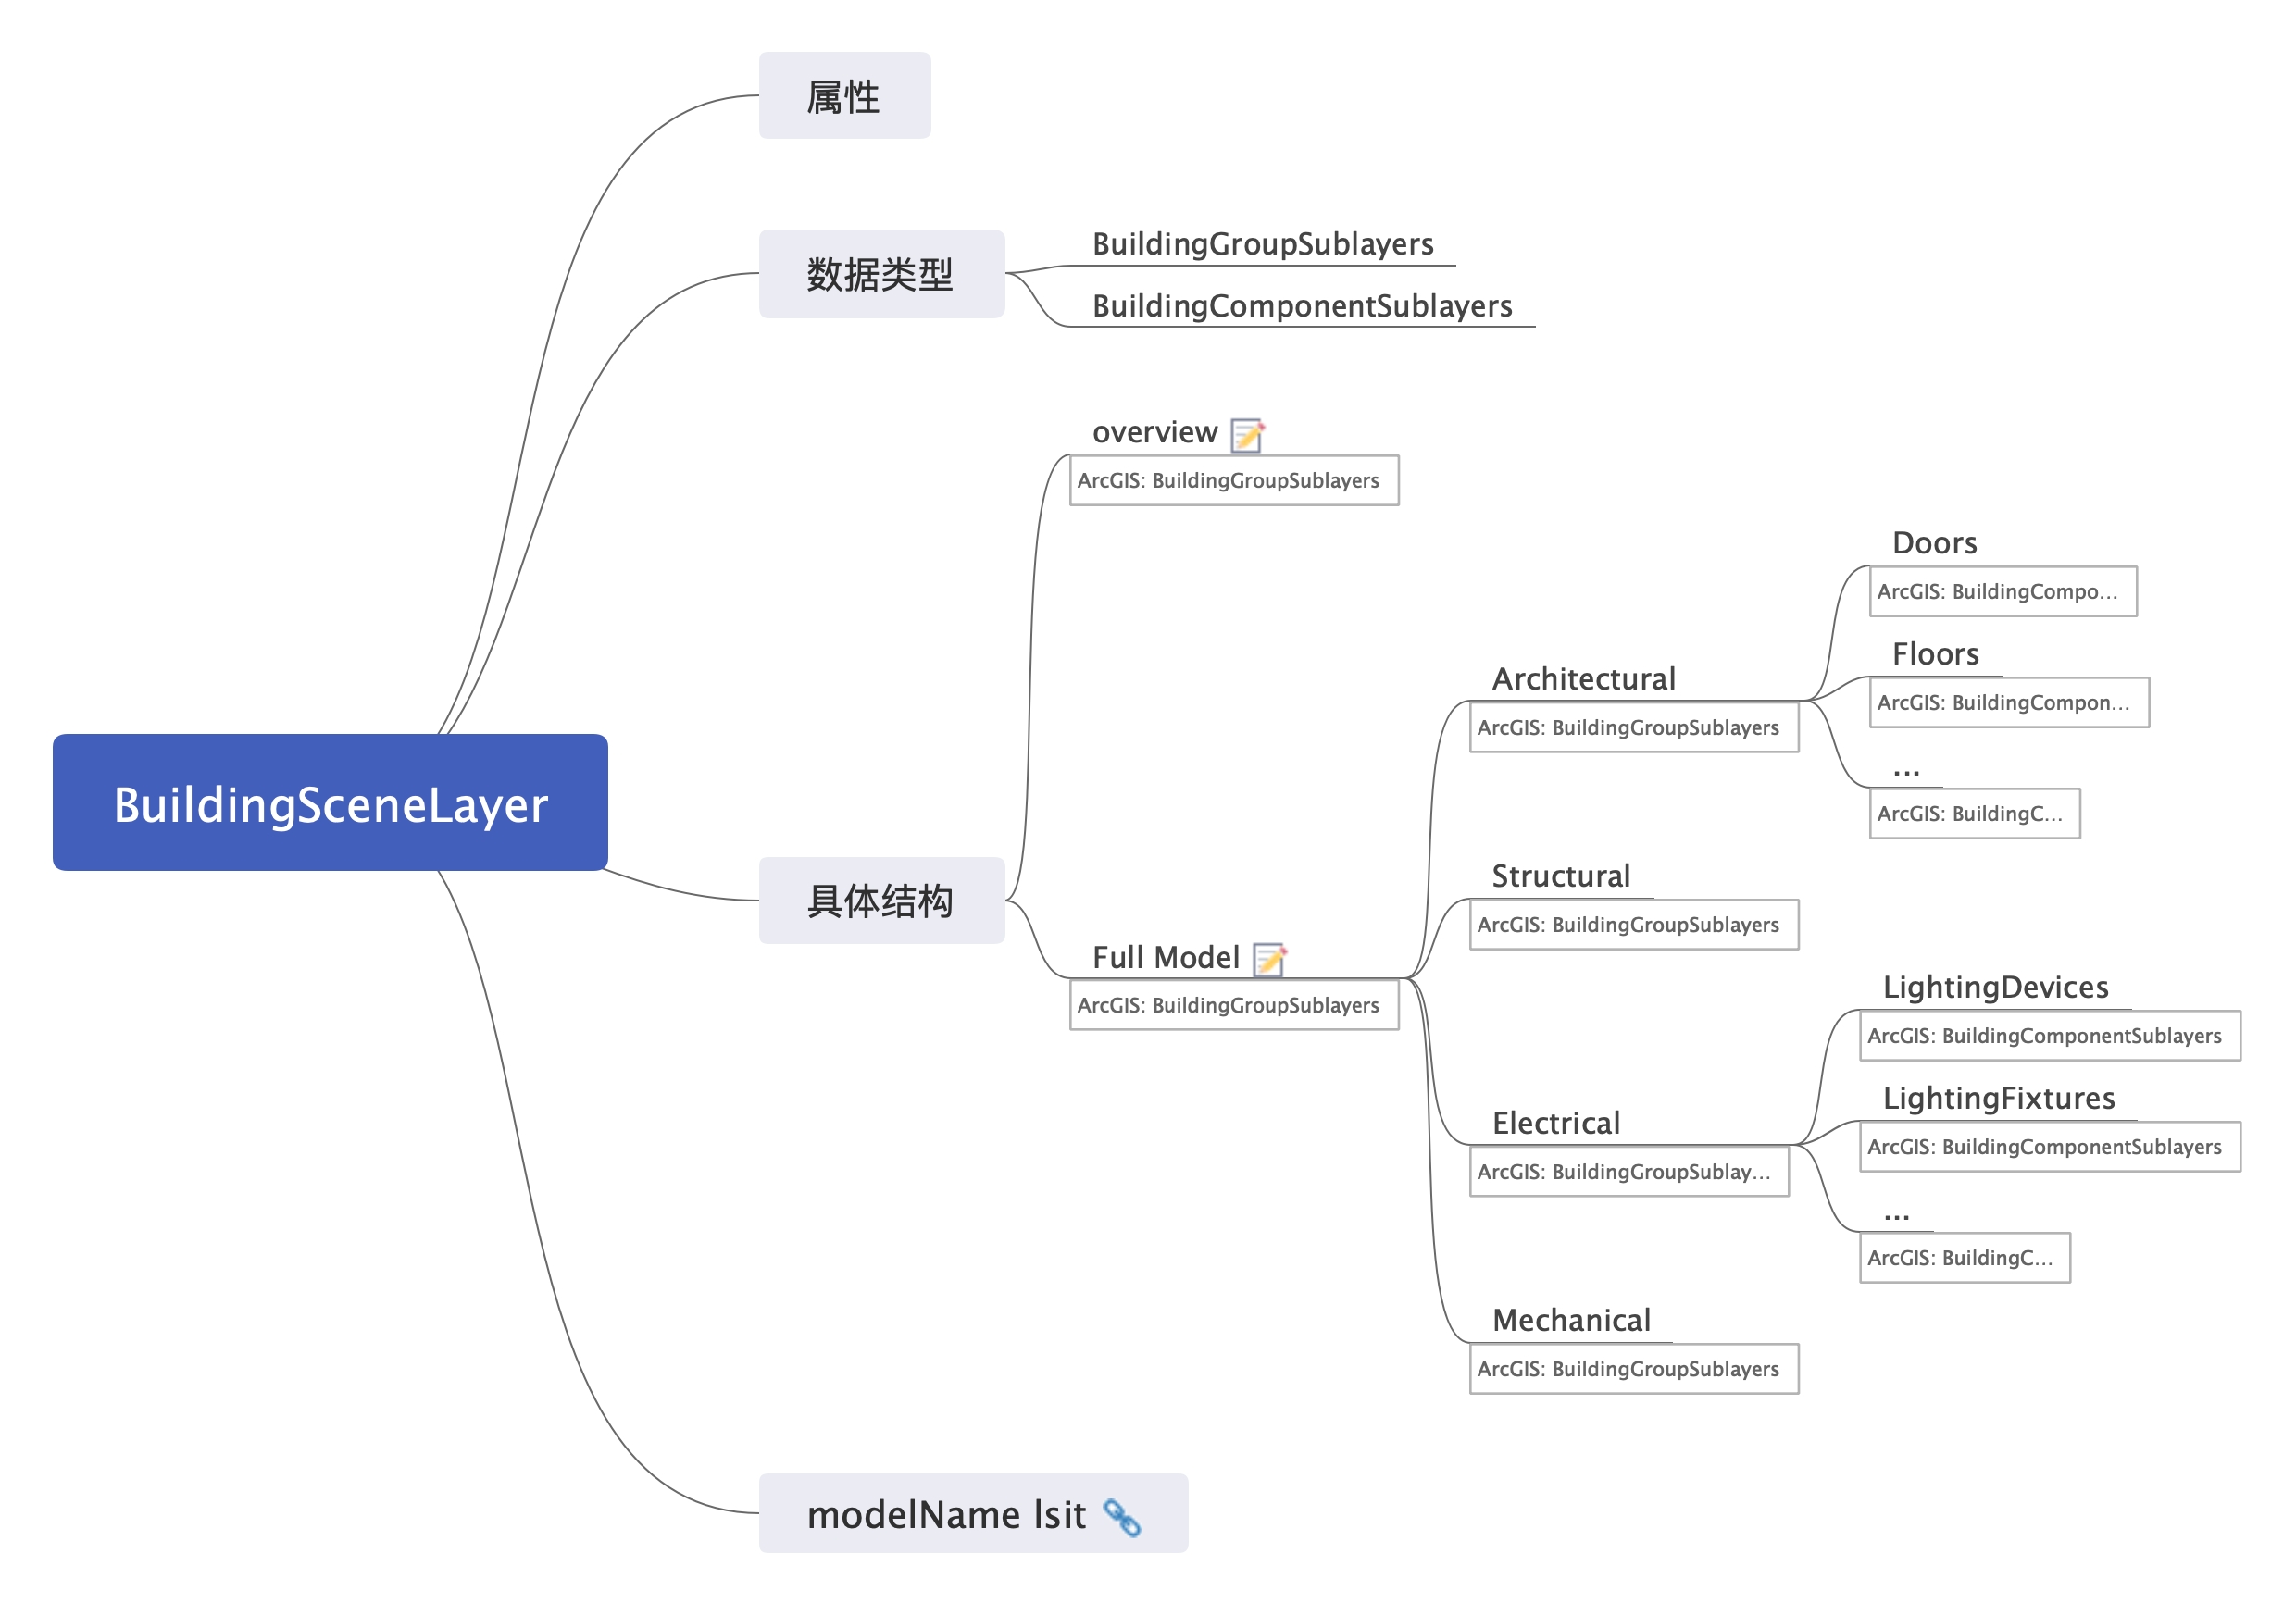 属性
数据类型
BuildingGroupSublayers
BuildingComponentSublayers
overview
ArcGIS: BuildingGroupSublayers
Doors
ArcGIS: BuildingCompo...
Floors
ArcGIS: BuildingCompon...
...
ArcGIS: BuildingC...
Architectural
ArcGIS: BuildingGroupSublayers
BuildingSceneLayer
具体结构
Full Model
ArcGIS: BuildingGroupSublayers
Structural
ArcGIS: BuildingGroupSublayers
LightingDevices
ArcGIS: BuildingComponentSublayers
LightingFixtures
ArcGIS: BuildingComponentSublayers
...
ArcGIS: BuildingC...
Electrical
ArcGIS: BuildingGroupSublay...
Mechanical
ArcGIS: BuildingGroupSublayers
modelName lsit